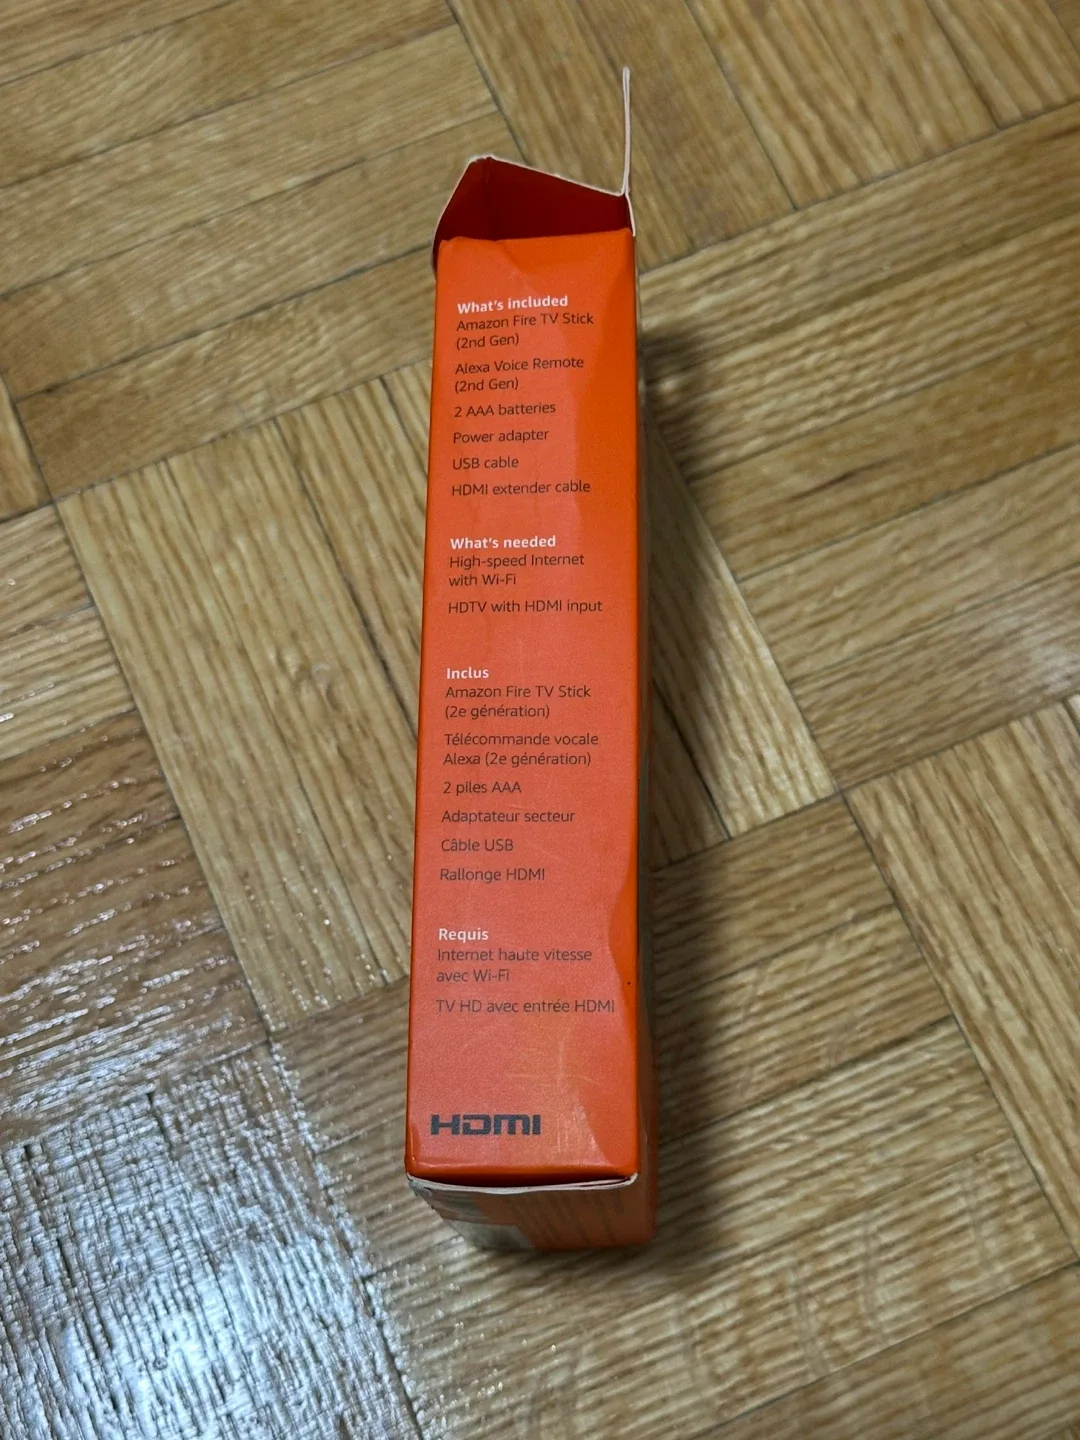 What's included
Amazon Fire TV Stick
(2nd Gen)
Alexa Voice Remote
(2nd Gen)
2 AAA batteries
Power adapter
USB cable
HDMI extender cable
What's needed
High-speed Internet
with Wi-Fi
HDTV with HDMI input
Inclus
Amazon Fire TV Stick
(2e génération)
Télécommande vocale
Alexa (2e génération)
2 piles AAA
Adaptateur secteur
Câble USB
Rallonge HDMI
Requis
Internet haute vitesse
avec Wi-Fi
TV HD avec entrée HDMI
HDMI